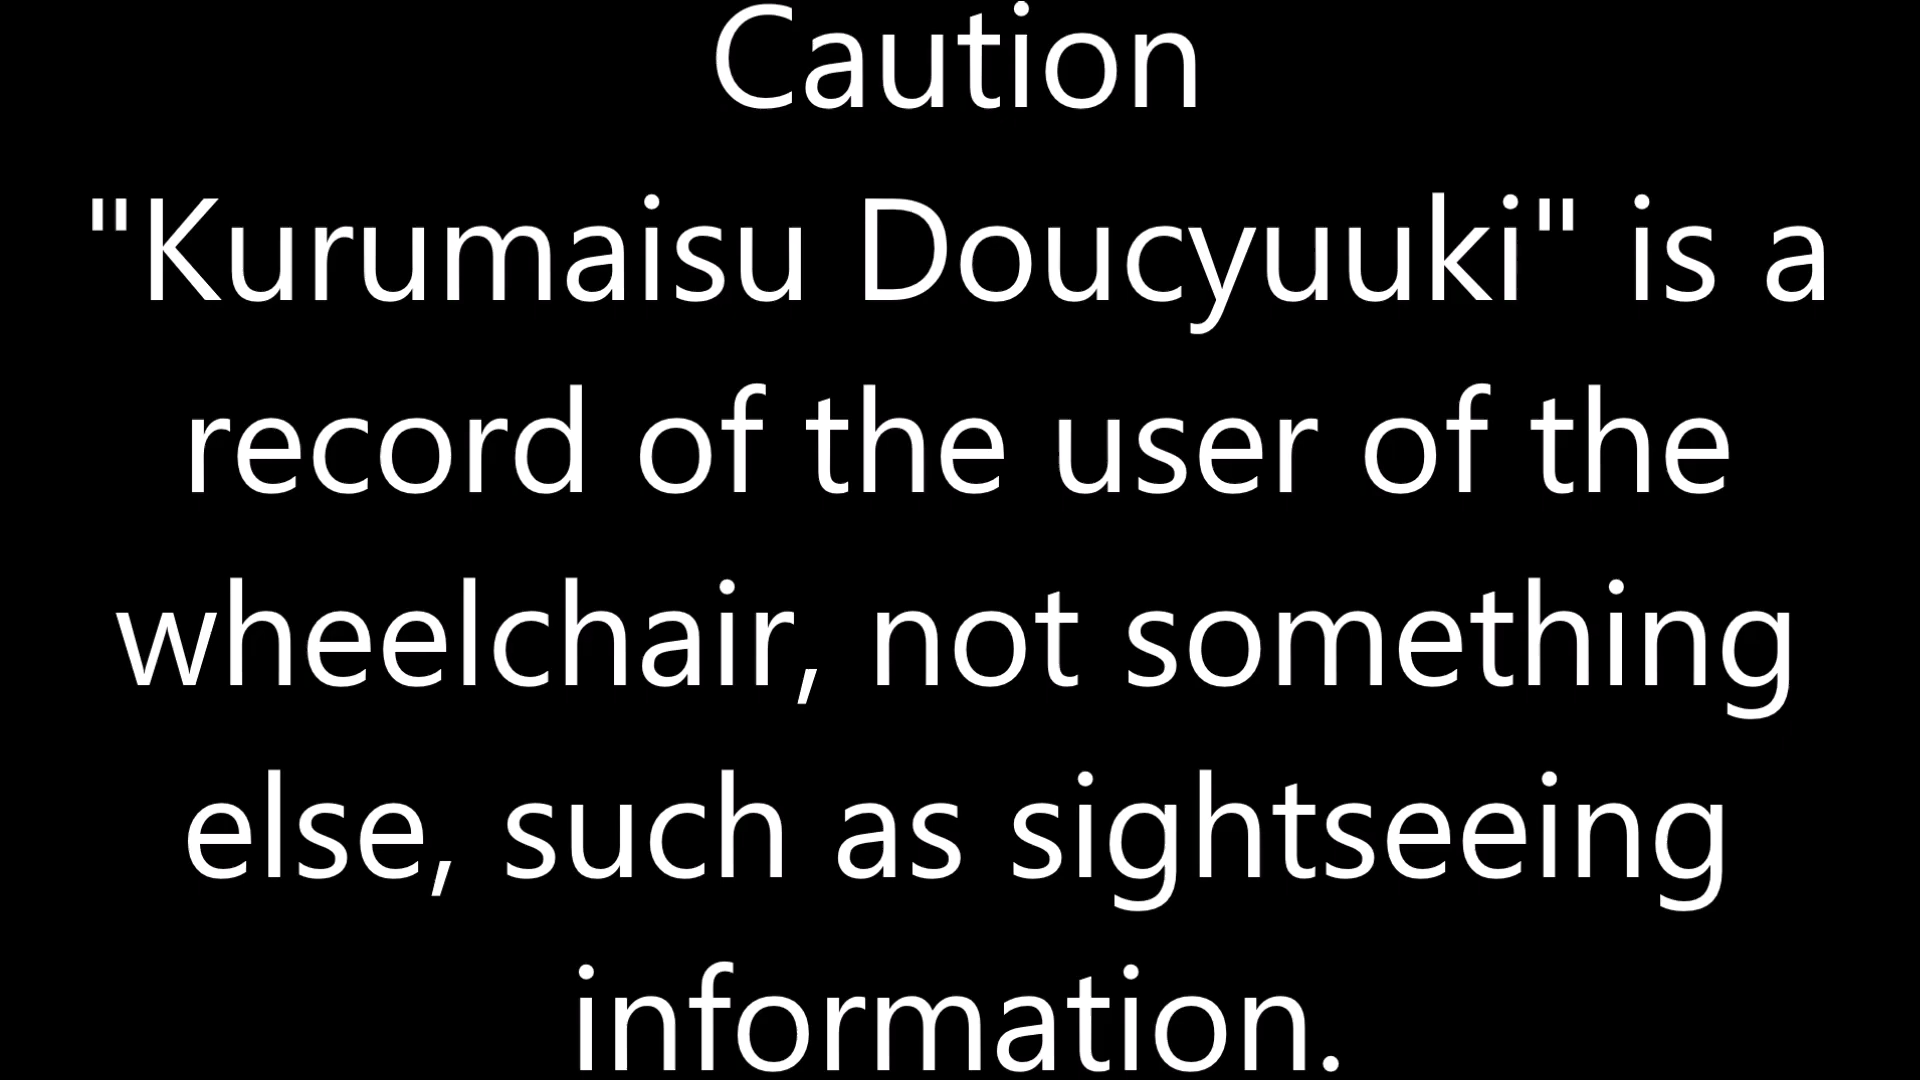 Caution
"Kurumaisu Doucyuuki" is a
record of the user of the
wheelchair, not something
else, such as sightseeing
information.